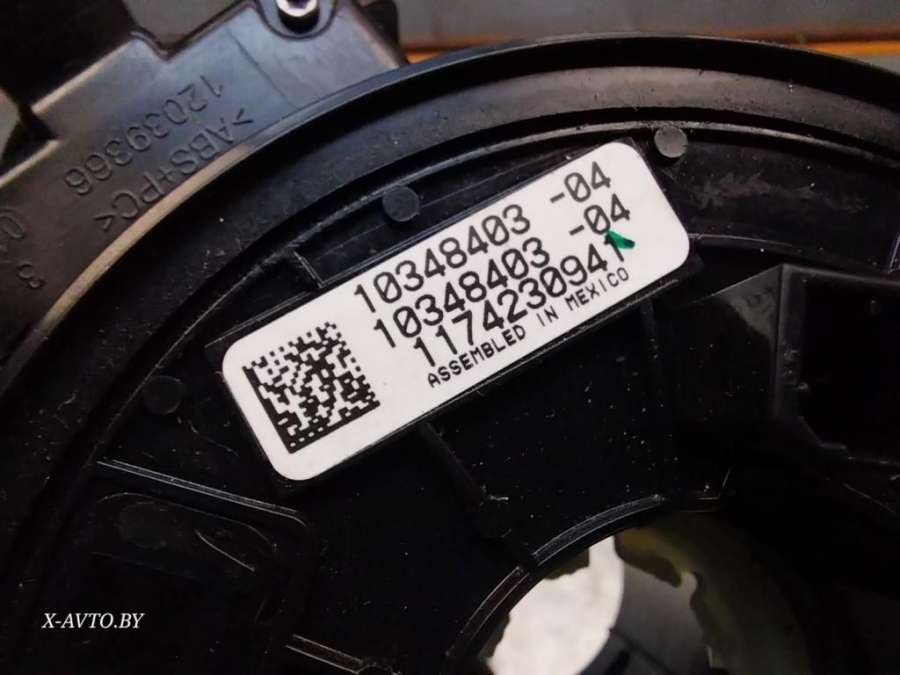 12039366
>ABS+PC<
10348403 -04
10348403 -04
1174230941
ASSEMBLED IN MEXICO
X-AVTO.BY